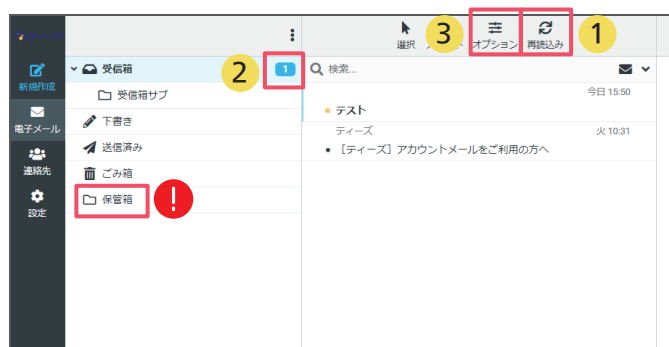 選択
オプション
再読込み
3
1
新規作成
電子メール
連絡先
設定
受信箱
2
1
受信箱サブ
下書き
送信済み
ごみ箱
保管箱
!
検索...
今日 15:50
テスト
ティーズ
火 10:31
[ティーズ] アカウントメールをご利用の方へ